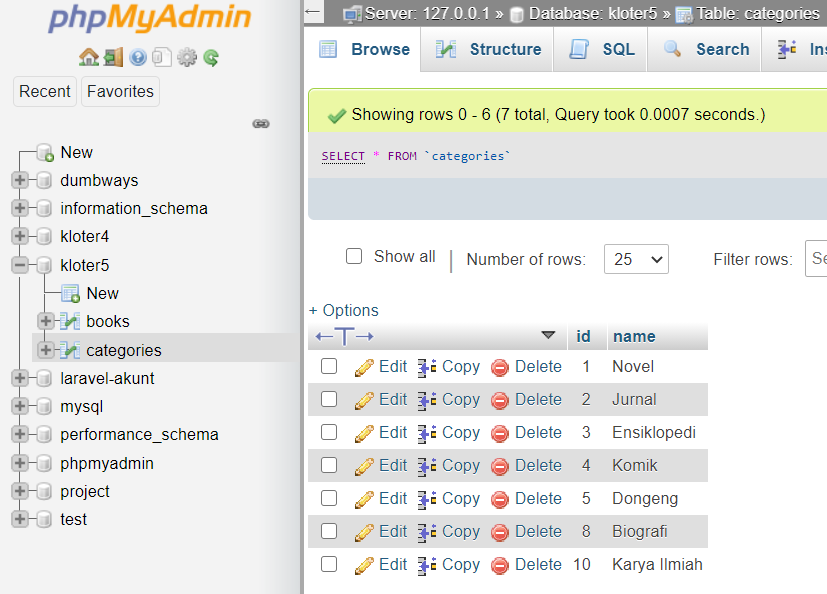 phpMyAdmin
Recent Favorites
New
dumbways
information_schema
kloter4
kloter5
New
books
categories
laravel-akunt
mysql
performance_schema
phpmyadmin
project
test
Server: 127.0.0.1 » Database: kloter5 » Table: categories
Browse Structure SQL Search
Showing rows 0 - 6 (7 total, Query took 0.0007 seconds.)
SELECT * FROM `categories`
Show all | Number of rows: 25 Filter rows:
+ Options
←T→ id name
Edit Copy Delete 1 Novel
Edit Copy Delete 2 Jurnal
Edit Copy Delete 3 Ensiklopedi
Edit Copy Delete 4 Komik
Edit Copy Delete 5 Dongeng
Edit Copy Delete 8 Biografi
Edit Copy Delete 10 Karya Ilmiah